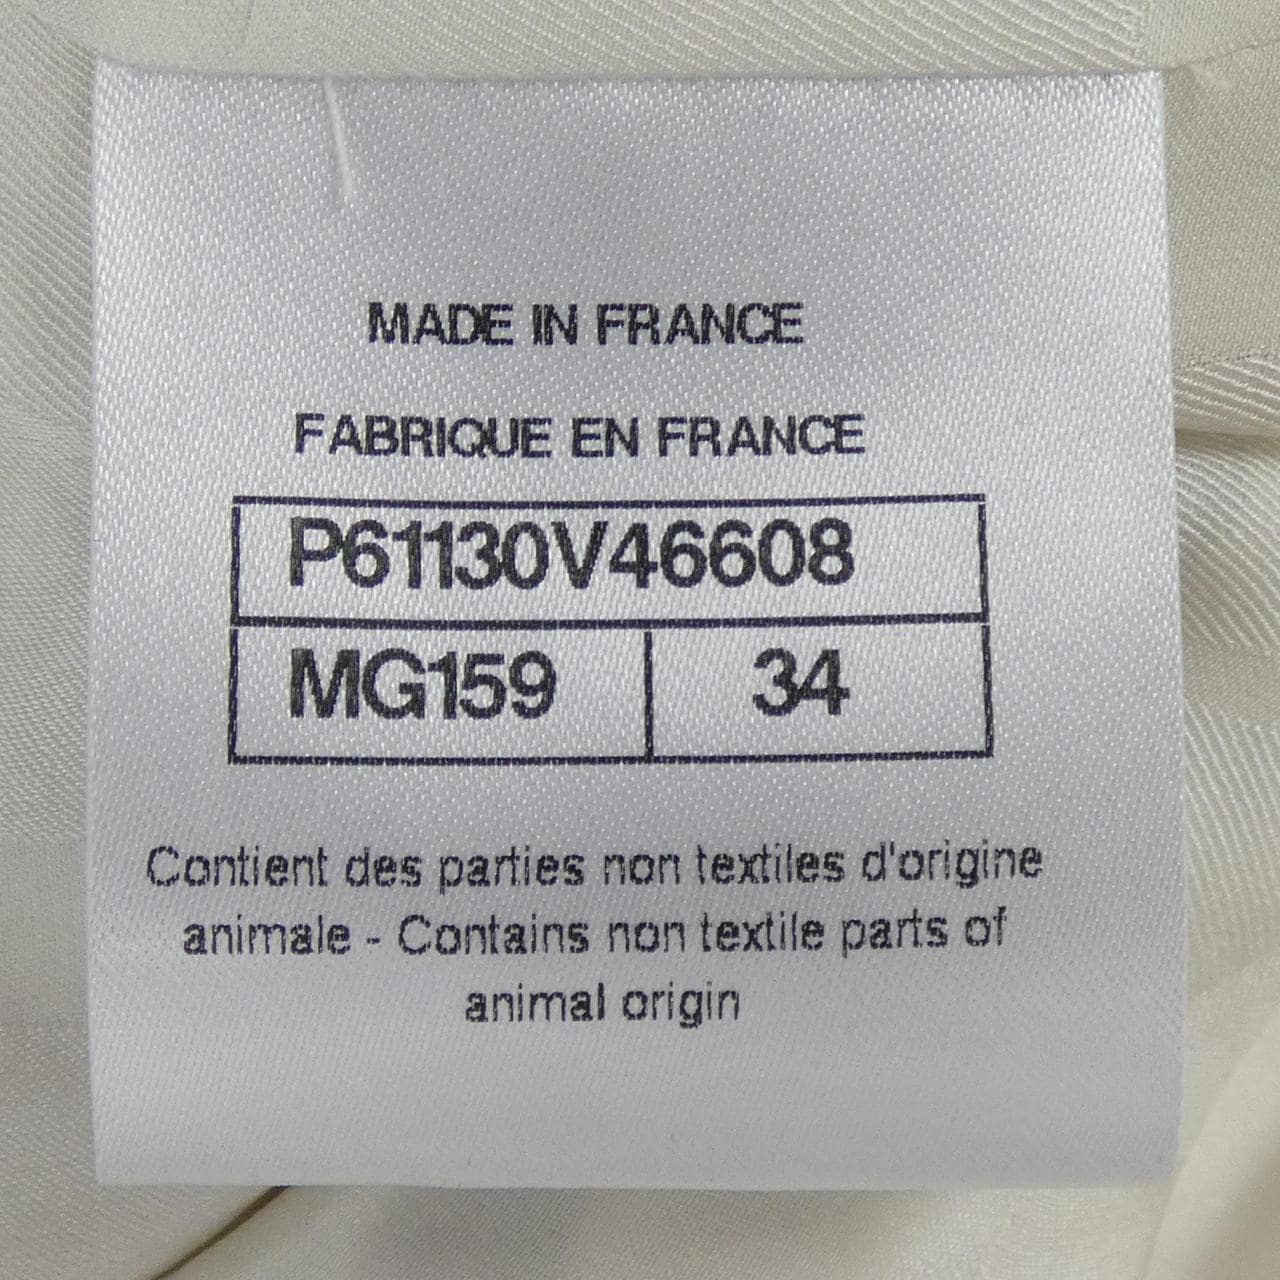 MADE IN FRANCE
FABRIQUE EN FRANCE
P61130V46608
MG159 34
Contient des parties non textiles d'origine
animale - Contains non textile parts of
animal origin